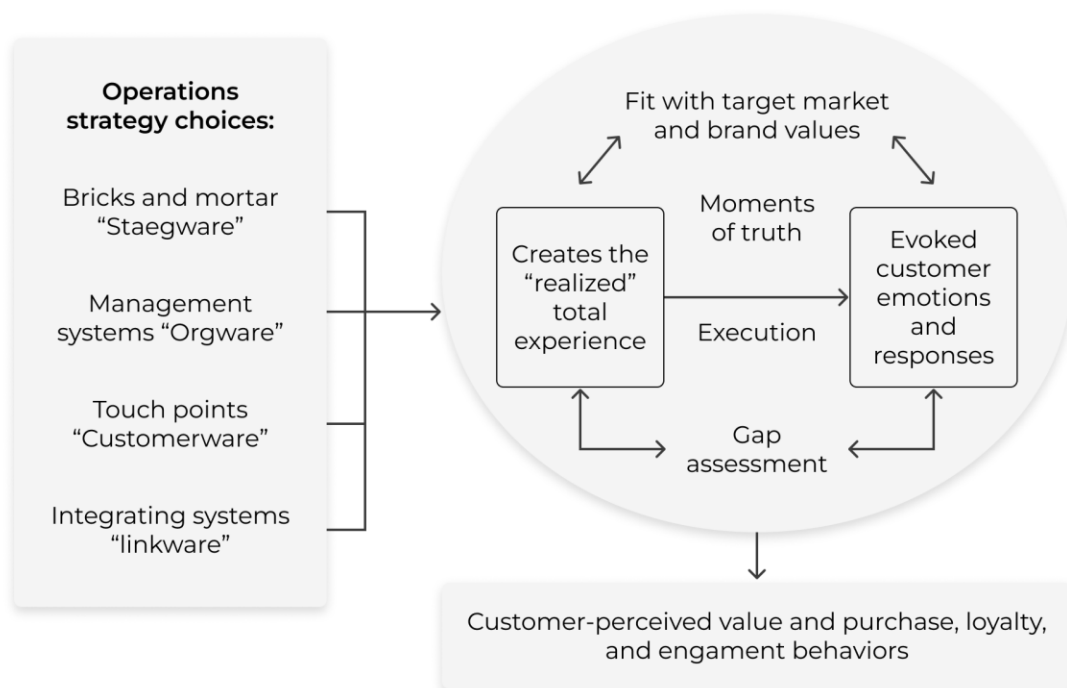 Operations
strategy choices:
Bricks and mortar
“Staegware”
Management
systems “Orgware”
Touch points
“Customerware”
Integrating systems
“linkware”
Fit with target market
and brand values
Creates the
“realized”
total
experience
Moments
of truth
Execution
Evoked
customer
emotions
and
responses
Gap
assessment
Customer-perceived value and purchase, loyalty,
and engament behaviors